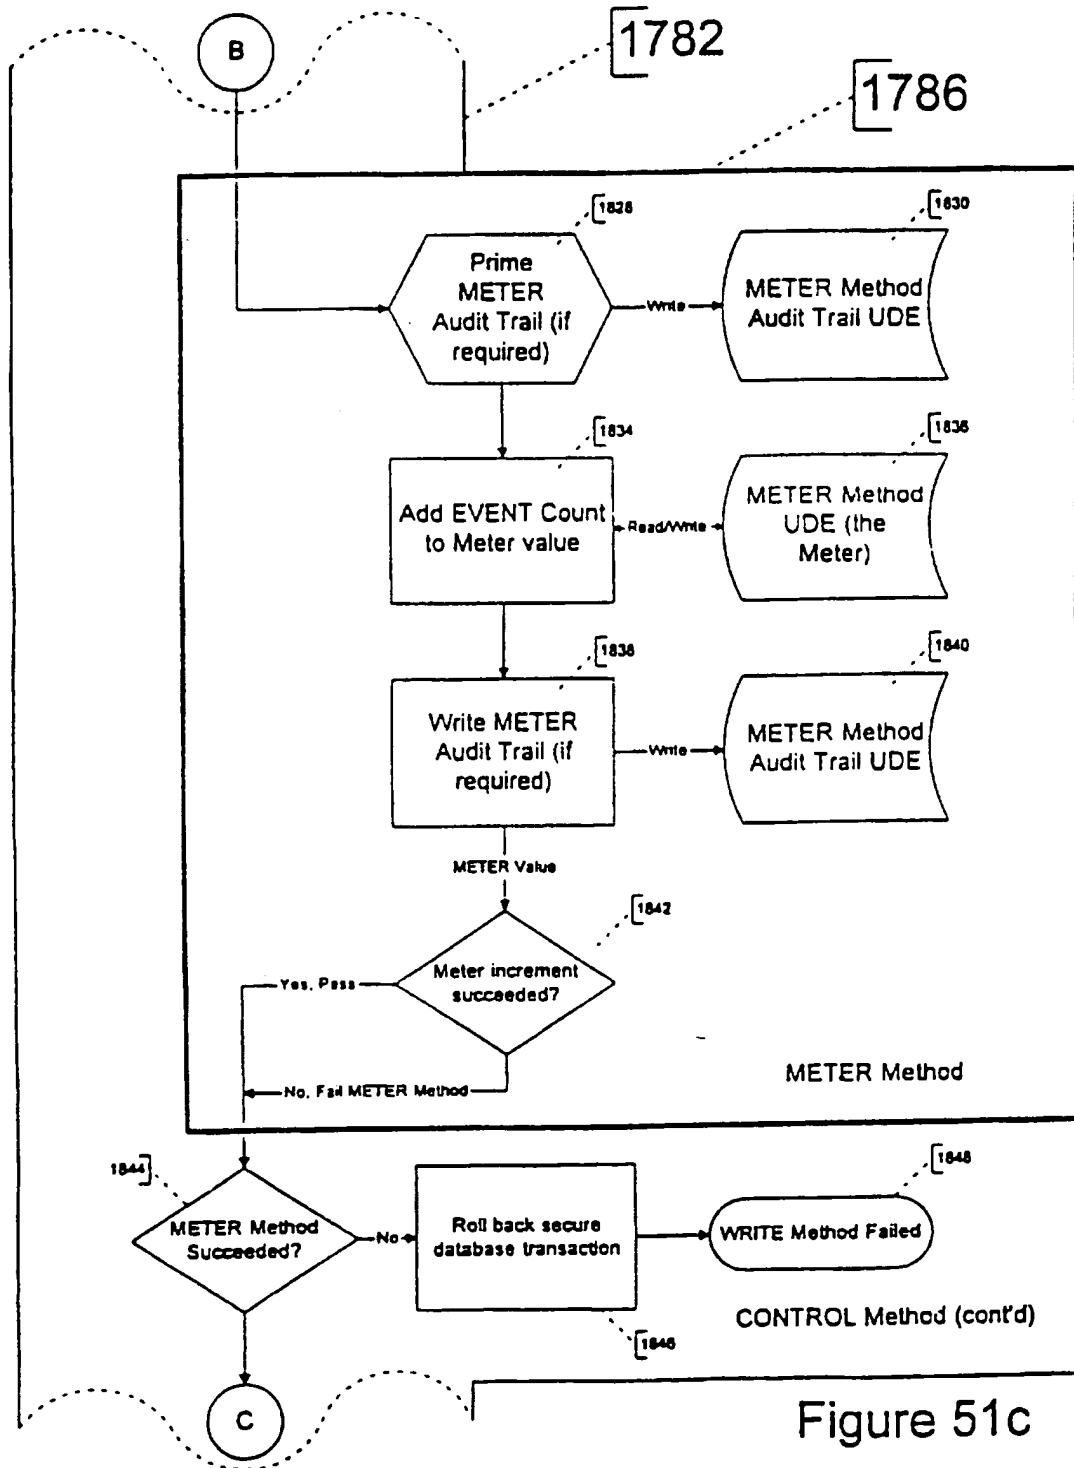 B
1782
1786
1828
Prime
METER
Audit Trail (if
required)
Write
1830
METER Method
Audit Trail UDE
1834
Add EVENT Count
to Meter value
Read/Write
1836
METER Method
UDE (the
Meter)
1838
Write METER
Audit Trail (if
required)
Write
1840
METER Method
Audit Trail UDE
METER Value
1842
Meter increment
succeeded?
Yes, Pass
No, Fail METER Method
METER Method
1844
METER Method
Succeeded?
No
Roll back secure
database transaction
1846
1848
WRITE Method Failed
CONTROL Method (cont'd)
C
Figure 51c